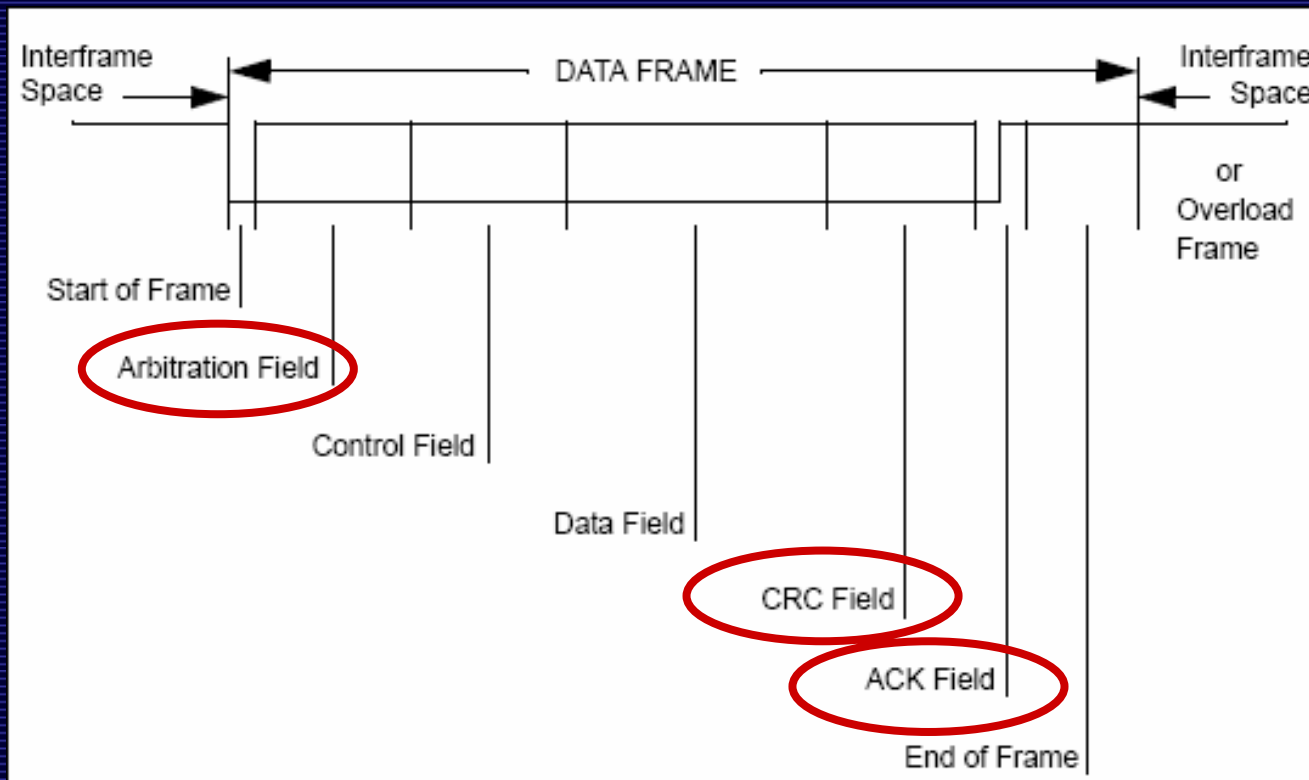 Interframe
Space
DATA FRAME
Interframe
Space
or
Overload
Frame
Start of Frame
Arbitration Field
Control Field
Data Field
CRC Field
ACK Field
End of Frame